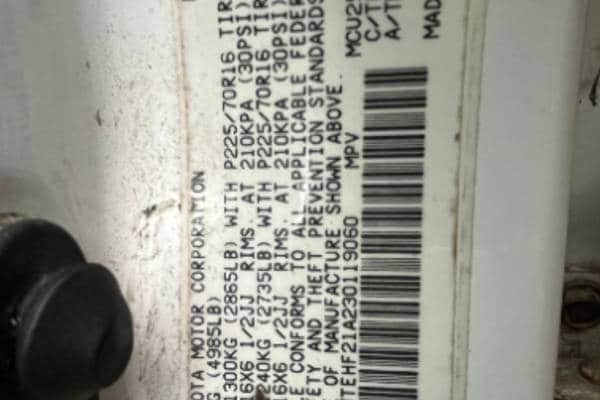 OTA MOTOR CORPORATION
G (4985LB)
1300KG (2865LB) WITH P225/70R16 TIR
16X6 1/2JJ RIMS AT 210KPA (30PSI)
240KG (2735LB) WITH P225/70R16 TIR
16X6 1/2JJ RIMS AT 210KPA (30PSI)
E CONFORMS TO ALL APPLICABLE FEDER
ETY AND THEFT PREVENTION STANDARDS
OF MANUFACTURE SHOWN ABOVE.
TEHF21A230119060 MPV MCU2
C/T
A/T
MAD